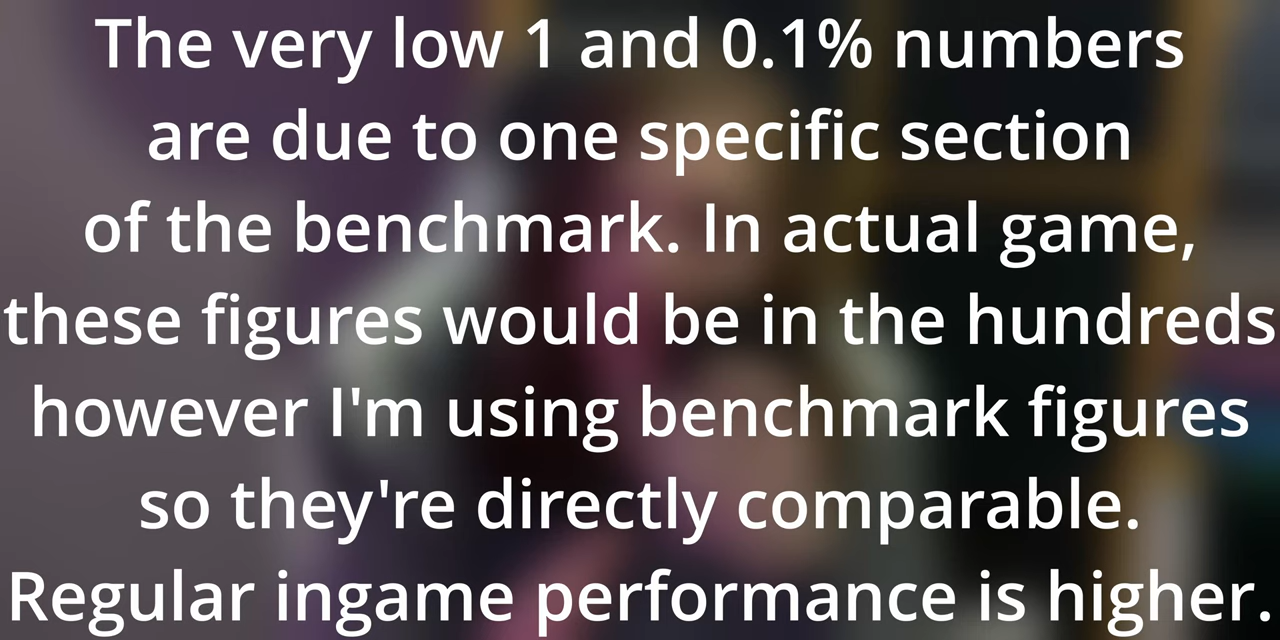 The very low 1 and 0.1% numbers
are due to one specific section
of the benchmark. In actual game,
these figures would be in the hundreds
however I'm using benchmark figures
so they're directly comparable.
Regular ingame performance is higher.